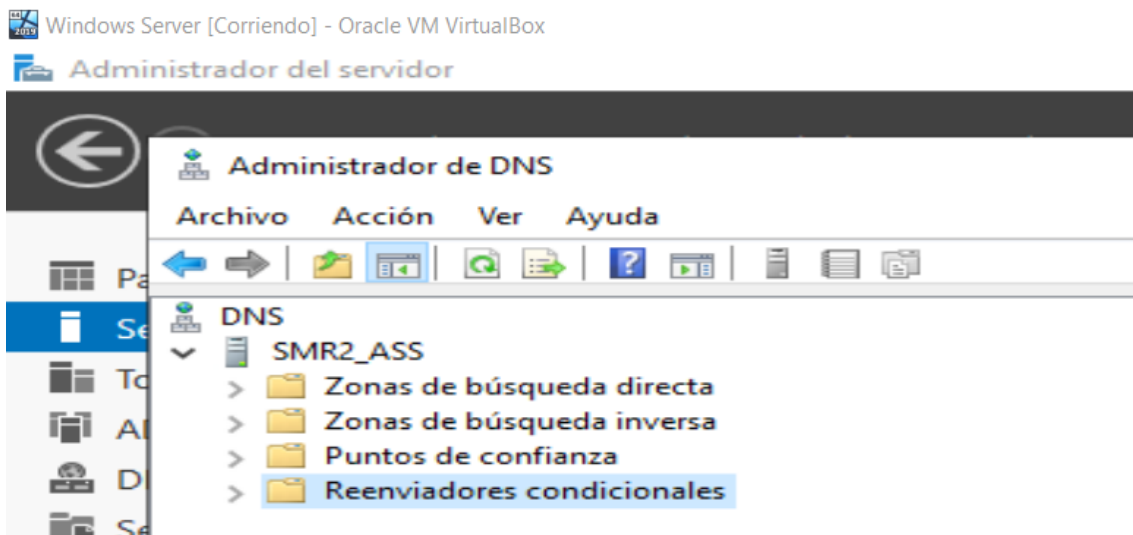 Windows Server [Corriendo] - Oracle VM VirtualBox
Administrador del servidor
Administrador de DNS
Archivo Acción Ver Ayuda
DNS
SMR2_ASS
Zonas de búsqueda directa
Zonas de búsqueda inversa
Puntos de confianza
Reenviadores condicionales